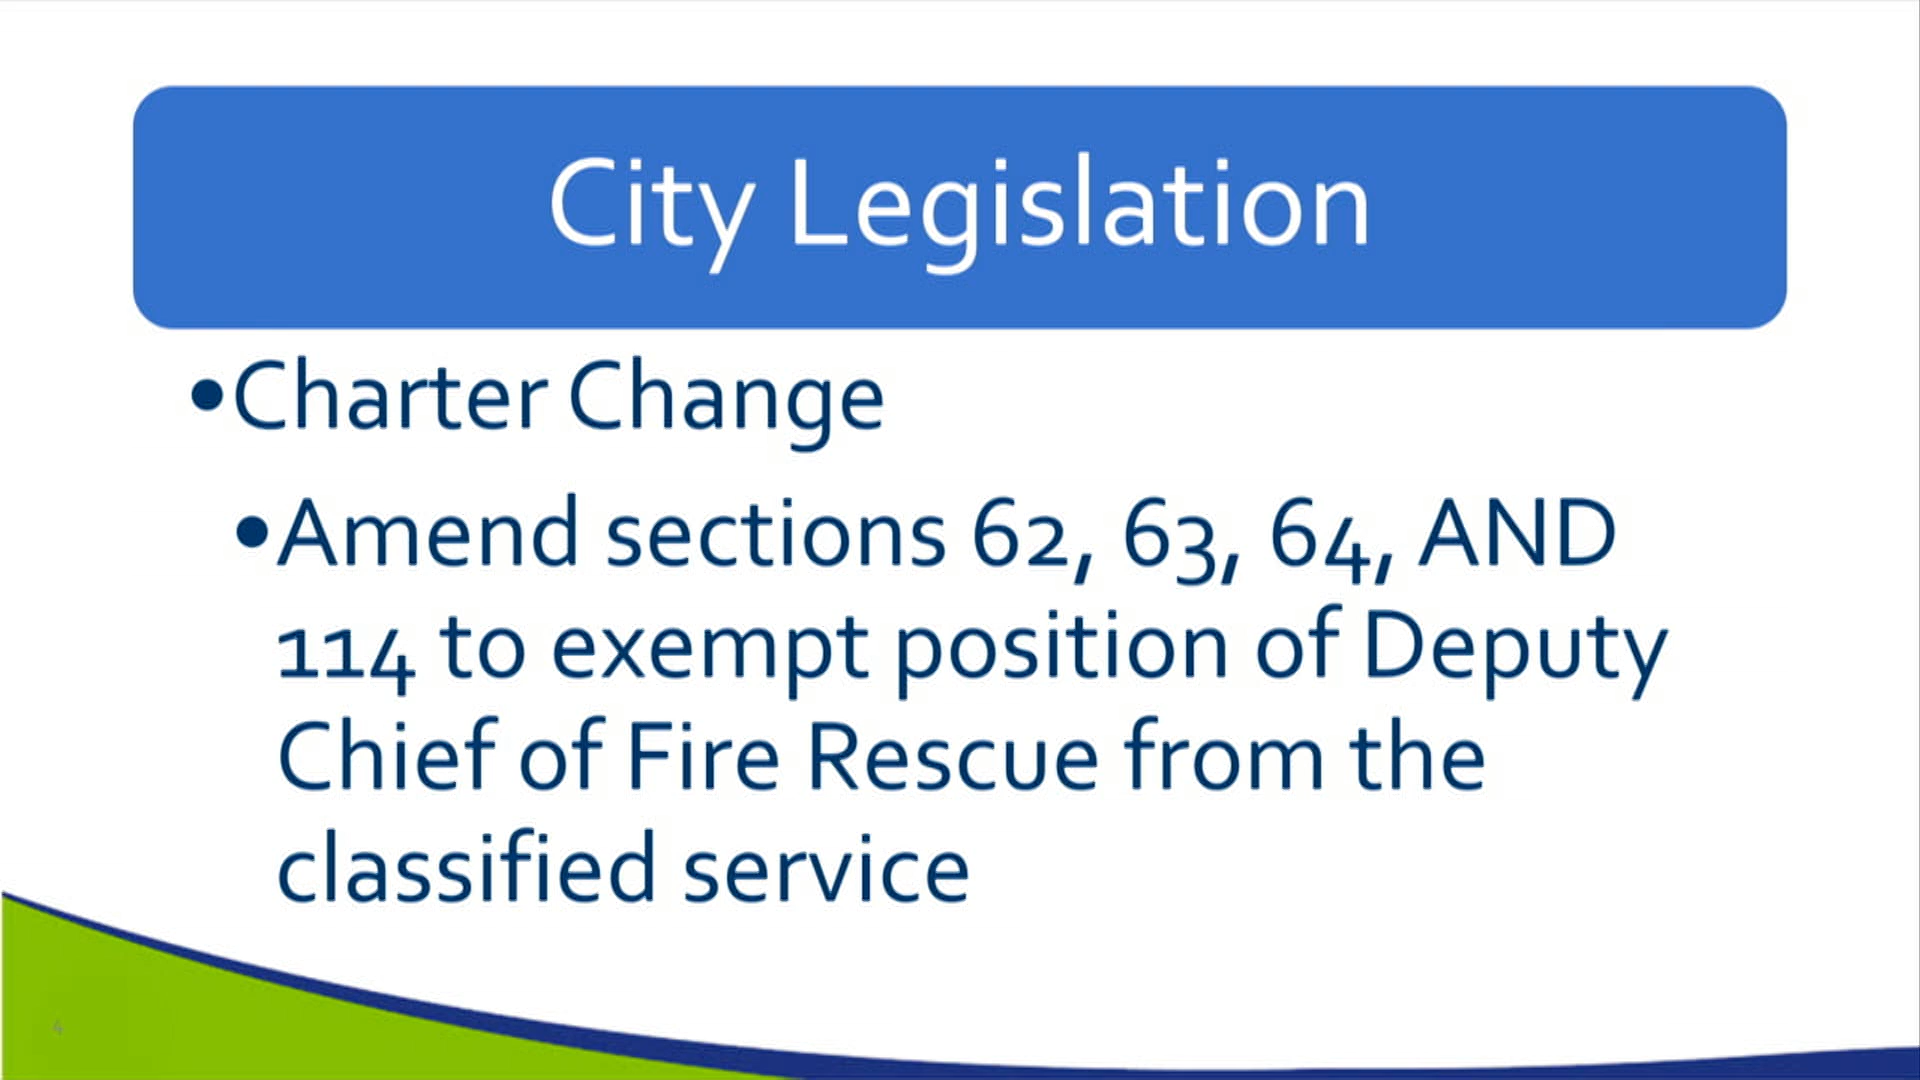 City Legislation
•Charter Change
•Amend sections 62, 63, 64, AND
114 to exempt position of Deputy
Chief of Fire Rescue from the
classified service
4